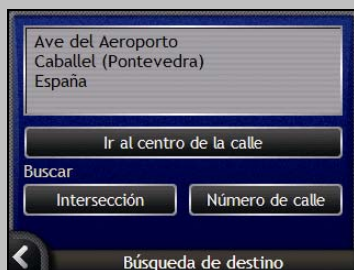 Ave del Aeroporto
Caballel (Pontevedra)
España
Ir al centro de la calle
Buscar
Intersección
Número de calle
Búsqueda de destino